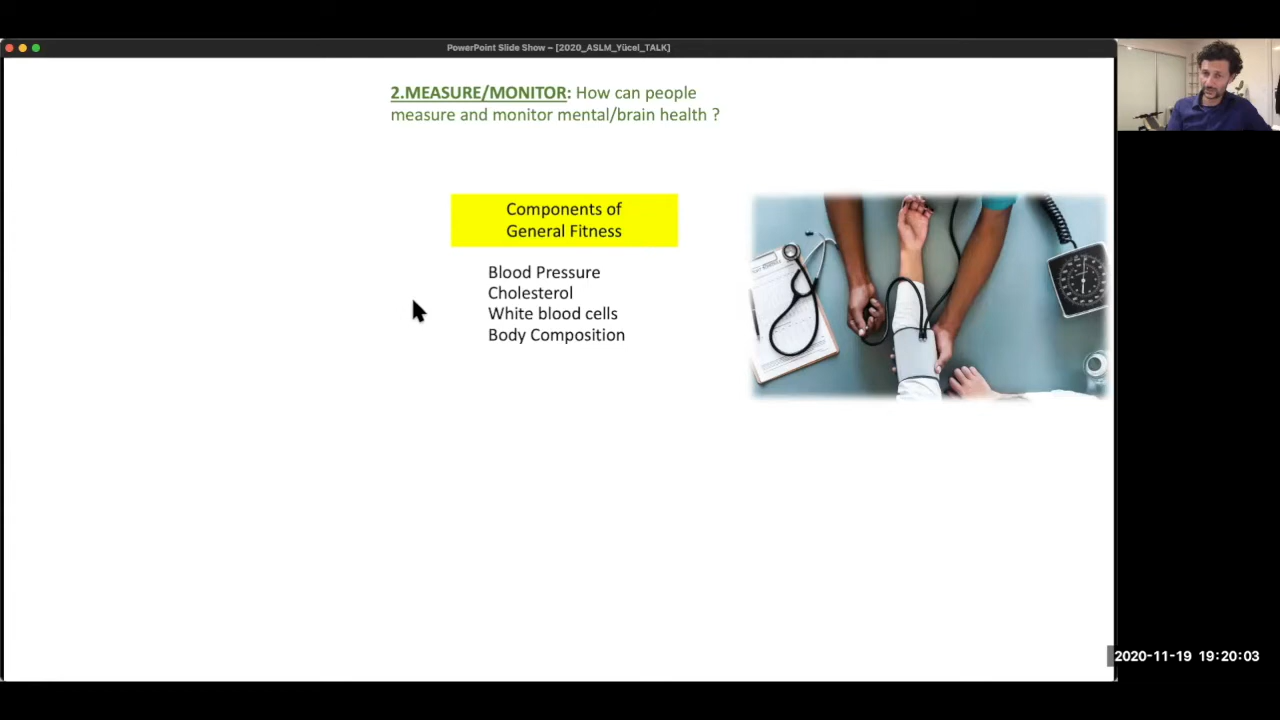 PowerPoint Slide Show – [2020_ASLM_Yücel_TALK]
2.MEASURE/MONITOR: How can people
measure and monitor mental/brain health ?
Components of
General Fitness
Blood Pressure
Cholesterol
White blood cells
Body Composition
2020-11-19 19:20:03